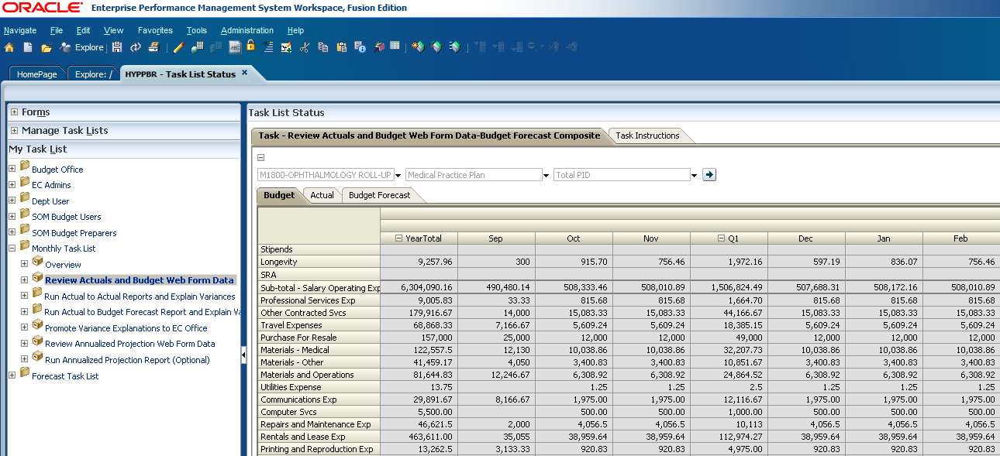 ORACLE® Enterprise Performance Management System Workspace, Fusion Edition
Navigate File Edit View Favorites Tools Administration Help
Explore
HomePage Explore: / HYPPBR - Task List Status ×
Forms
Manage Task Lists
My Task List
Budget Office
EC Admins
Dept User
SOM Budget Users
SOM Budget Preparers
Monthly Task List
Overview
Review Actuals and Budget Web Form Data
Run Actual to Actual Reports and Explain Variances
Run Actual to Budget Forecast Report and Explain Va
Promote Variance Explanations to EC Office
Review Annualized Projection Web Form Data
Run Annualized Projection Report (Optional)
Forecast Task List
Task List Status
Task - Review Actuals and Budget Web Form Data-Budget Forecast Composite Task Instructions
M1800-OPHTHALMOLOGY ROLL-UP Medical Practice Plan Total PID
Budget Actual Budget Forecast
YearTotal Sep Oct Nov Q1 Dec Jan Feb
Stipends
Longevity 9,257.96 300 915.70 756.46 1,972.16 597.19 836.07 756.46
SRA
Sub-total - Salary Operating Exp 6,304,090.16 490,480.14 508,333.46 508,010.89 1,506,824.49 507,688.31 508,172.16 508,010.89
Professional Services Exp 9,005.83 33.33 815.68 815.68 1,664.70 815.68 815.68 815.68
Other Contracted Svcs 179,916.67 14,000 15,083.33 15,083.33 44,166.67 15,083.33 15,083.33 15,083.33
Travel Expenses 68,868.33 7,166.67 5,609.24 5,609.24 18,385.15 5,609.24 5,609.24 5,609.24
Purchase For Resale 157,000 25,000 12,000 12,000 49,000 12,000 12,000 12,000
Materials - Medical 122,557.5 12,130 10,038.86 10,038.86 32,207.73 10,038.86 10,038.86 10,038.86
Materials - Other 41,459.17 4,050 3,400.83 3,400.83 10,851.67 3,400.83 3,400.83 3,400.83
Materials and Operations 81,644.83 12,246.67 6,308.92 6,308.92 24,864.52 6,308.92 6,308.92 6,308.92
Utilities Expense 13.75 1.25 1.25 2.5 1.25 1.25 1.25
Communications Exp 29,891.67 8,166.67 1,975.00 1,975.00 12,116.67 1,975.00 1,975.00 1,975.00
Computer Svcs 5,500.00 500.00 500.00 1,000.00 500.00 500.00 500.00
Repairs and Maintenance Exp 46,621.5 2,000 4,056.5 4,056.5 10,113 4,056.5 4,056.5 4,056.5
Rentals and Lease Exp 463,611.00 35,055 38,959.64 38,959.64 112,974.27 38,959.64 38,959.64 38,959.64
Printing and Reproduction Exp 13,262.5 3,133.33 920.83 920.83 4,975.00 920.83 920.83 920.83